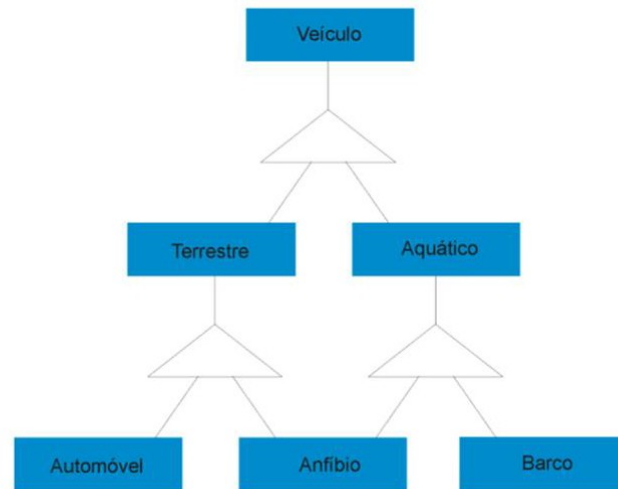 Veículo
Terrestre
Aquático
Automóvel
Anfíbio
Barco